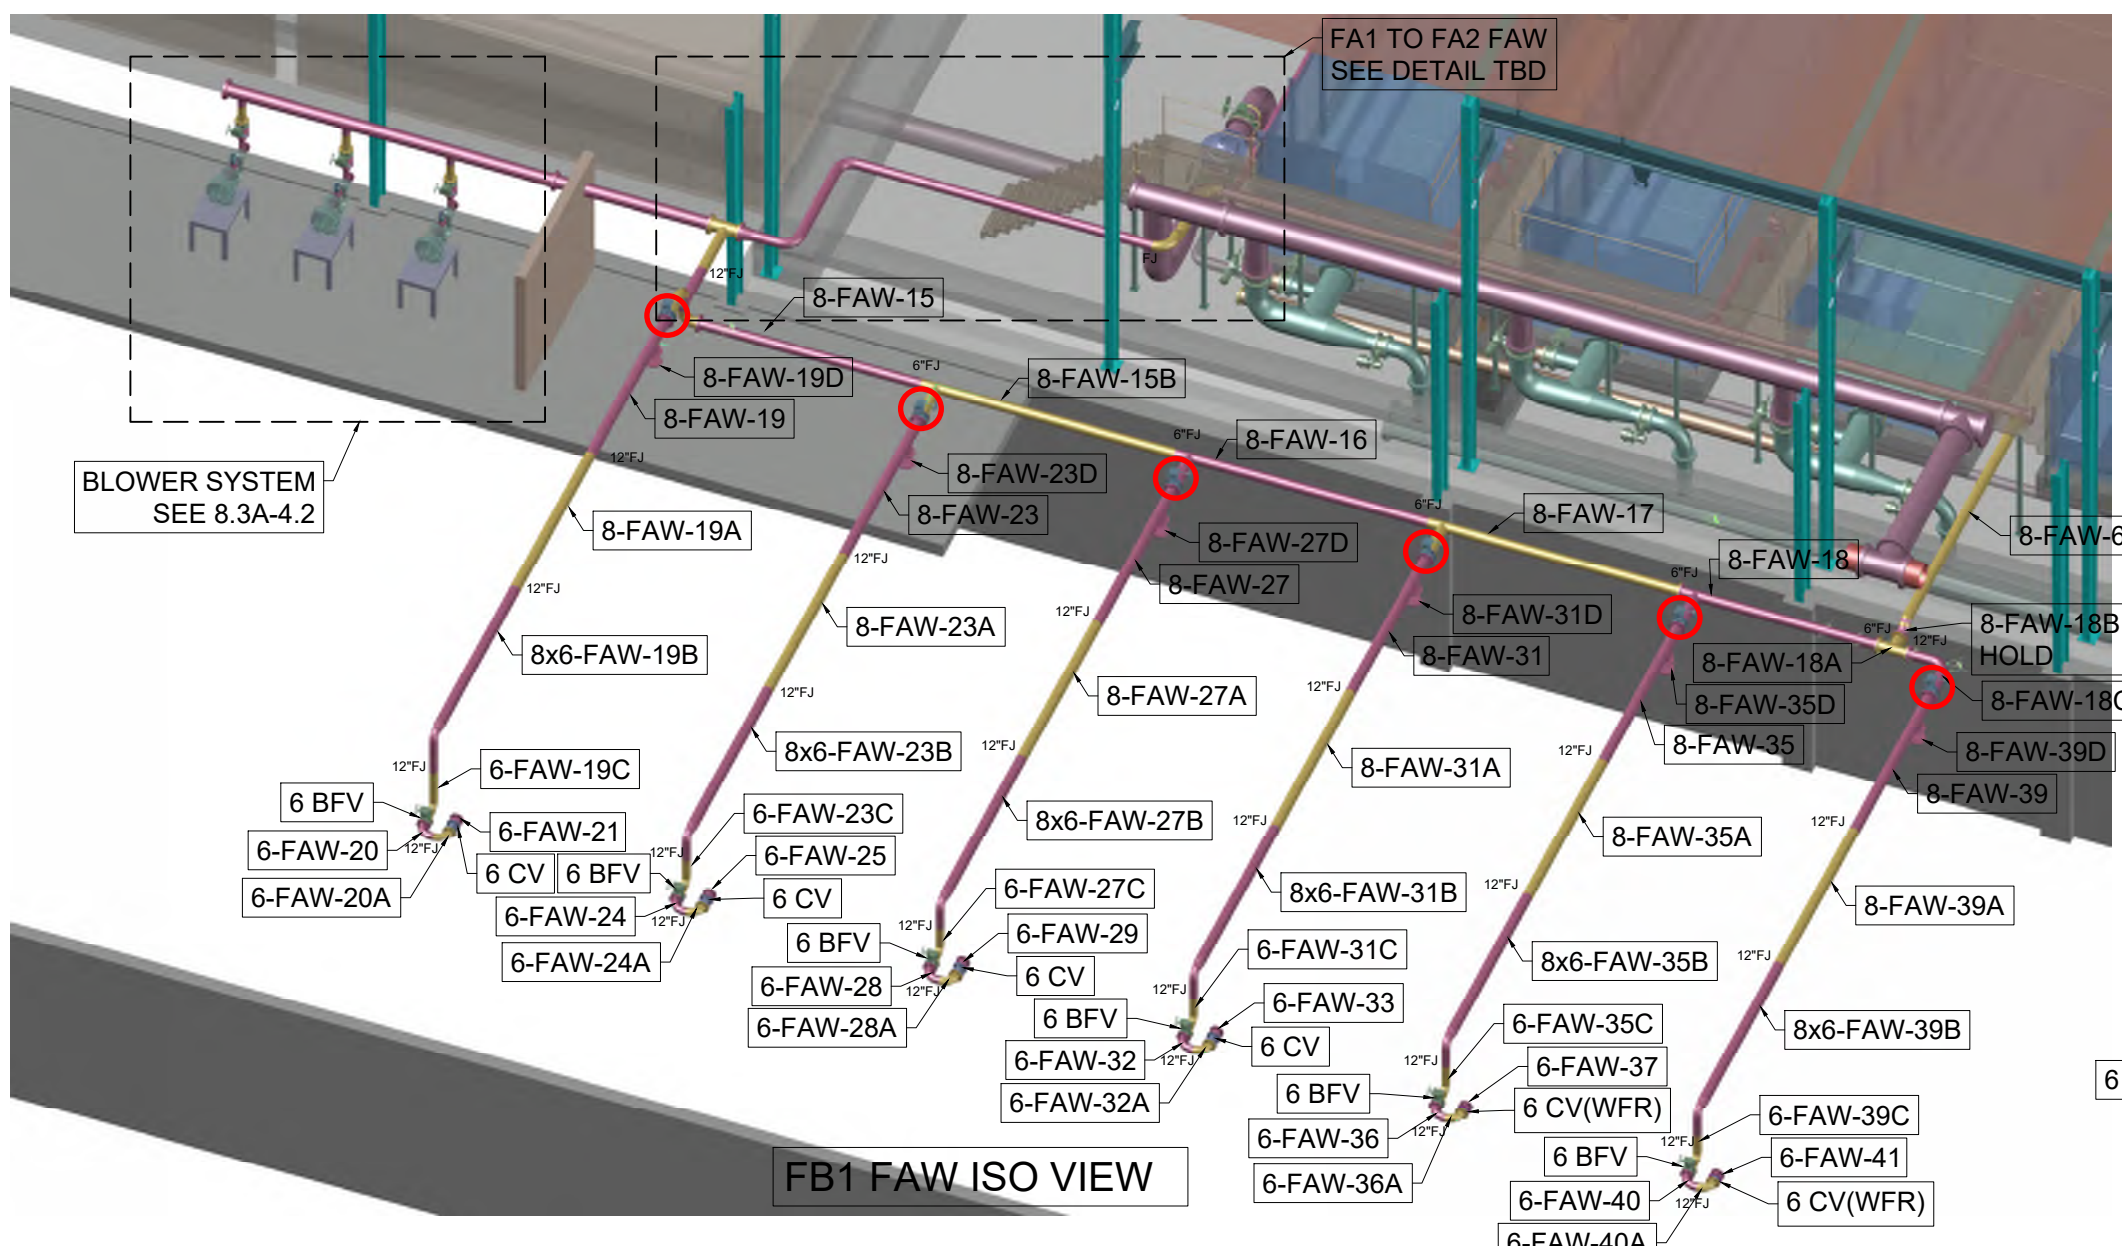 FA1 TO FA2 FAW
SEE DETAIL TBD
12"FJ
FJ
8-FAW-15
6"FJ
8-FAW-19D
8-FAW-15B
8-FAW-19
6"FJ
8-FAW-16
12"FJ
BLOWER SYSTEM
SEE 8.3A-4.2
8-FAW-23D
8-FAW-23
6"FJ
8-FAW-17
8-FAW-19A
8-FAW-6
12"FJ
8-FAW-27D
8-FAW-18
12"FJ
8-FAW-27
6"FJ
8-FAW-31D
8-FAW-18B
HOLD
8-FAW-23A
12"FJ
6"FJ
12"FJ
8x6-FAW-19B
8-FAW-31
8-FAW-18A
12"FJ
8-FAW-27A
12"FJ
8-FAW-35D
8-FAW-18C
8x6-FAW-23B
12"FJ
8-FAW-35
8-FAW-39D
12"FJ
6-FAW-19C
8-FAW-31A
12"FJ
8-FAW-39
6 BFV
8x6-FAW-27B
12"FJ
12"FJ
6-FAW-23C
6-FAW-21
8-FAW-35A
6-FAW-20
12"FJ
12"FJ
6-FAW-25
6 CV
6 BFV
8x6-FAW-31B
12"FJ
6-FAW-20A
6 CV
6-FAW-27C
8-FAW-39A
6-FAW-24
12"FJ
12"FJ
6-FAW-29
6 BFV
6-FAW-31C
12"FJ
6-FAW-24A
8x6-FAW-35B
6 CV
6-FAW-28
12"FJ
12"FJ
6-FAW-33
6 BFV
6-FAW-35C
8x6-FAW-39B
6-FAW-28A
6 CV
6-FAW-32
12"FJ
12"FJ
6-FAW-37
6
6 BFV
6-FAW-32A
6 CV(WFR)
6-FAW-39C
6-FAW-36
12"FJ
12"FJ
6 BFV
6-FAW-41
FB1 FAW ISO VIEW
6-FAW-36A
6-FAW-40
12"FJ
6 CV(WFR)
6-FAW-40A